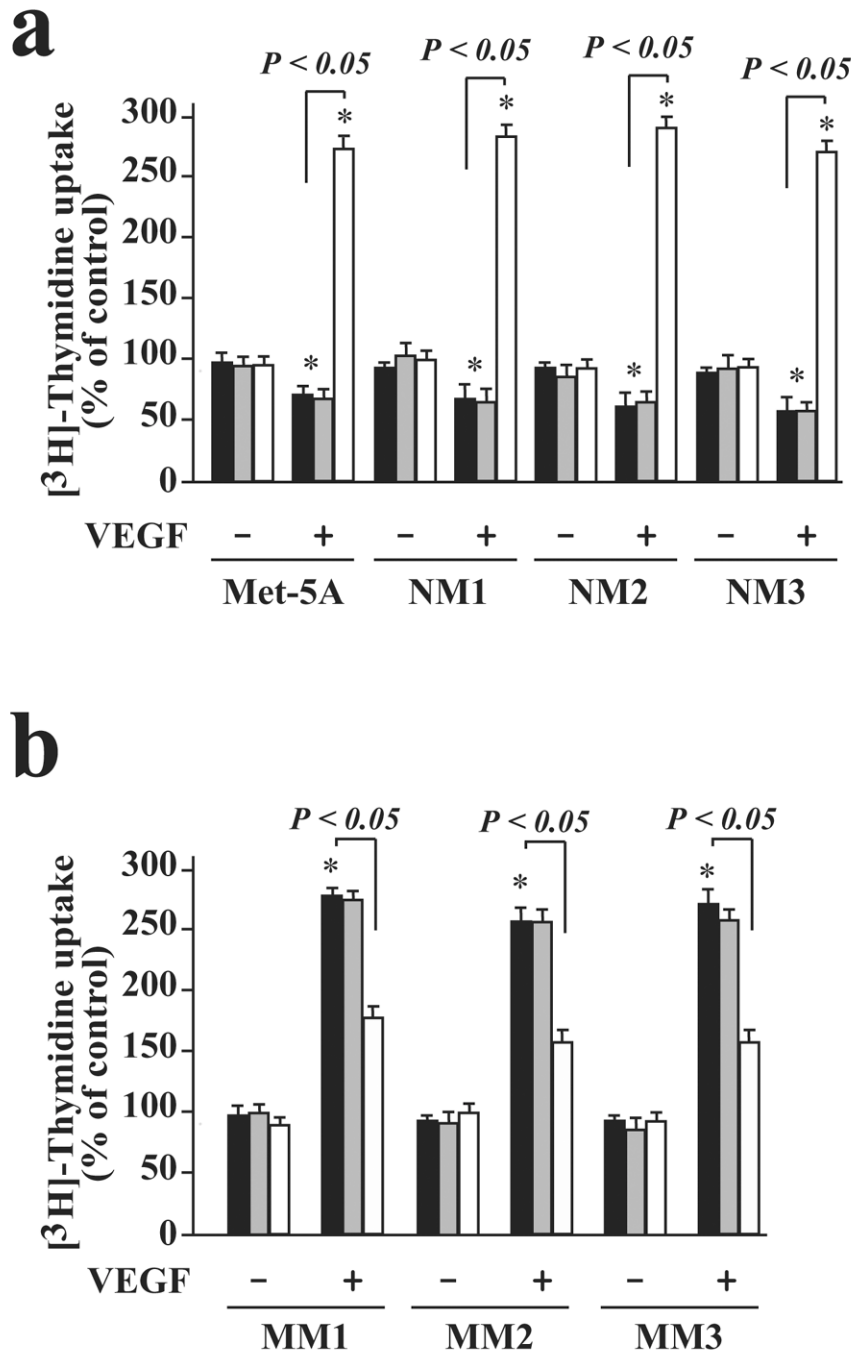 a
P < 0.05 P < 0.05 P < 0.05 P < 0.05
[3H]-Thymidine uptake
(% of control)
300
250
200
150
100
50
0
* * * *
* * * *
VEGF − + − + − + − +
Met-5A NM1 NM2 NM3
b
P < 0.05 P < 0.05 P < 0.05
[3H]-Thymidine uptake
(% of control)
300
250
200
150
100
50
0
* * *
VEGF − + − + − +
MM1 MM2 MM3